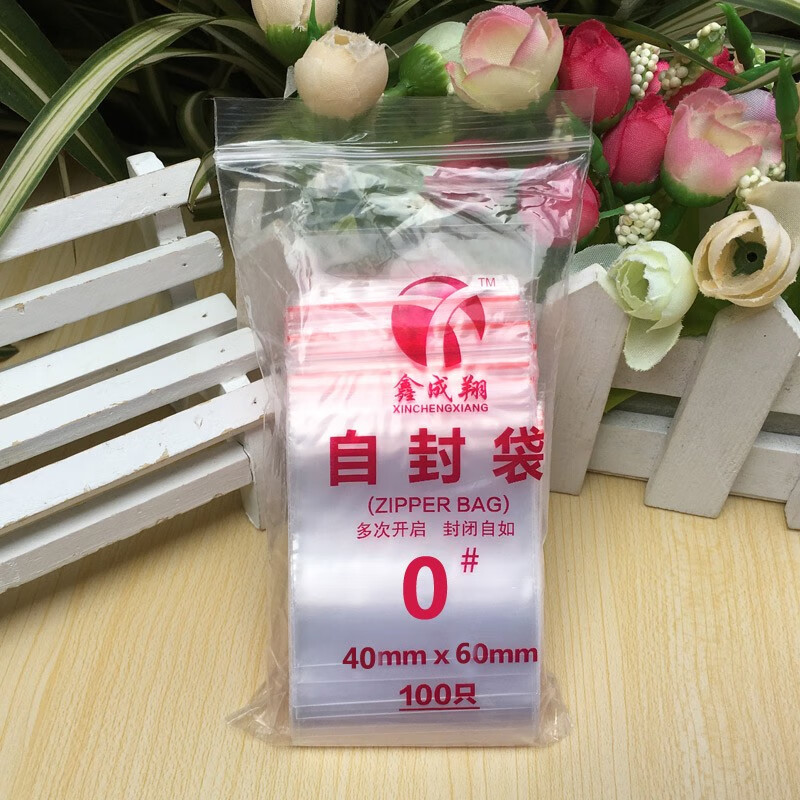 TM
鑫成翔
XINCHENGXIANG
自封袋
(ZIPPER BAG)
多次开启 封闭自如
0#
40mm x 60mm
100只